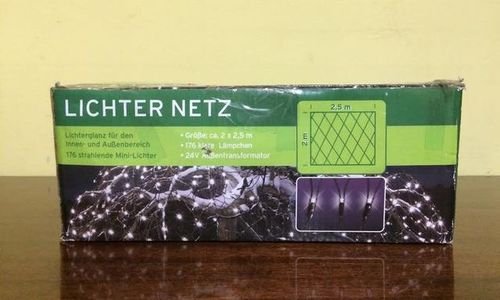 LICHTER NETZ
Lichterglanz für den
Innen- und Außenbereich
176 strahlende Mini-Lichter
• Größe: ca. 2 x 2,5 m
• 176 klare Lämpchen
• 24V Außentransformator
2,5 m
2 m